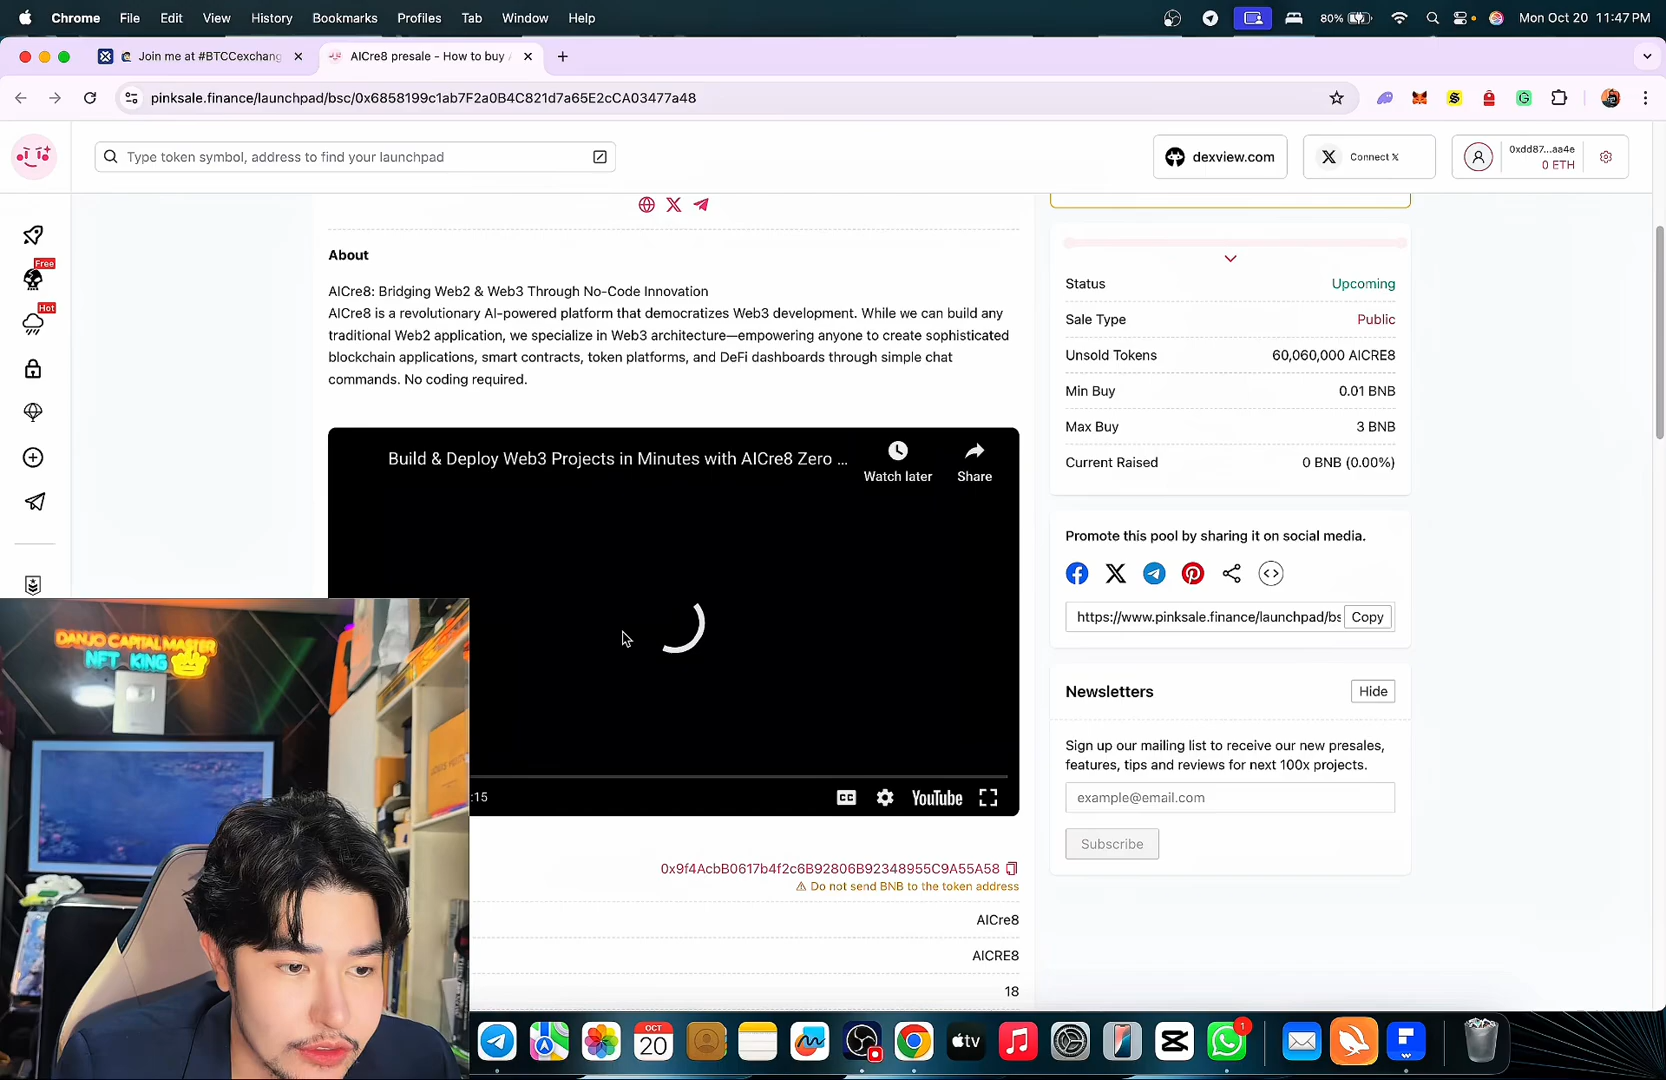 Chrome File Edit View History Bookmarks Profiles Tab Window Help 80% Mon Oct 20 11:47 PM
Join me at #BTCCexchang
AICre8 presale - How to buy
pinksale.finance/launchpad/bsc/0x6858199c1ab7F2a0B4C821d7a65E2cCA03477a48
Type token symbol, address to find your launchpad
dexview.com
Connect X
0xdd87...aa4e
0 ETH
Free
Hot
About
AICre8: Bridging Web2 & Web3 Through No-Code Innovation
AICre8 is a revolutionary AI-powered platform that democratizes Web3 development. While we can build any
traditional Web2 application, we specialize in Web3 architecture—empowering anyone to create sophisticated
blockchain applications, smart contracts, token platforms, and DeFi dashboards through simple chat
commands. No coding required.
Build & Deploy Web3 Projects in Minutes with AICre8 Zero ...
Watch later
Share
:15
CC
YouTube
0x9f4AcbB0617b4f2c6B92806B92348955C9A55A58
Do not send BNB to the token address
AICre8
AICRE8
18
Status Upcoming
Sale Type Public
Unsold Tokens 60,060,000 AICRE8
Min Buy 0.01 BNB
Max Buy 3 BNB
Current Raised 0 BNB (0.00%)
Promote this pool by sharing it on social media.
https://www.pinksale.finance/launchpad/bs Copy
Newsletters Hide
Sign up our mailing list to receive our new presales,
features, tips and reviews for next 100x projects.
example@email.com
Subscribe
DANJO CAPITAL MASTER
NFT KING
OCT
20
tv
1